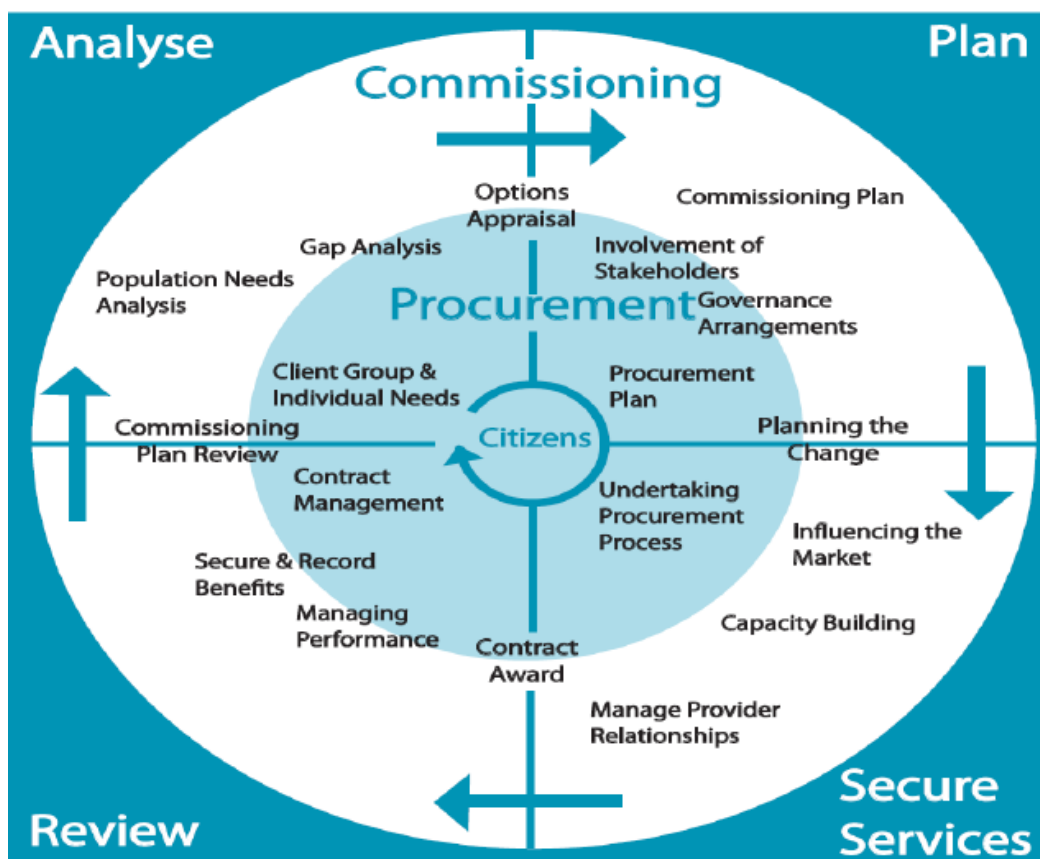 Analyse
Plan
Commissioning
Options
Appraisal
Commissioning Plan
Gap Analysis
Involvement of
Stakeholders
Population Needs
Analysis
Procurement
Governance
Arrangements
Client Group &
Individual Needs
Procurement
Plan
Commissioning
Plan Review
Citizens
Planning the
Change
Contract
Management
Undertaking
Procurement
Process
Influencing the
Market
Secure & Record
Benefits
Managing
Performance
Capacity Building
Contract
Award
Manage Provider
Relationships
Review
Secure
Services